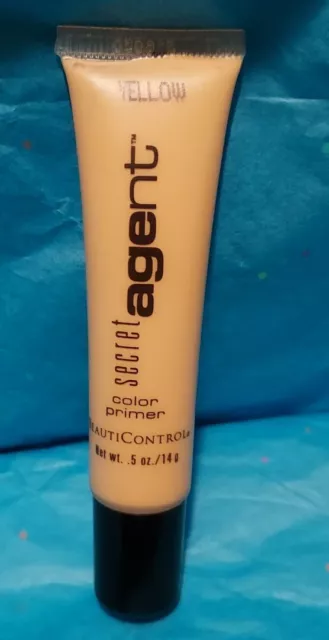 YELLOW
secret agent™
color
primer
BEAUTICONTROL®
Net wt. .5 oz./14 g